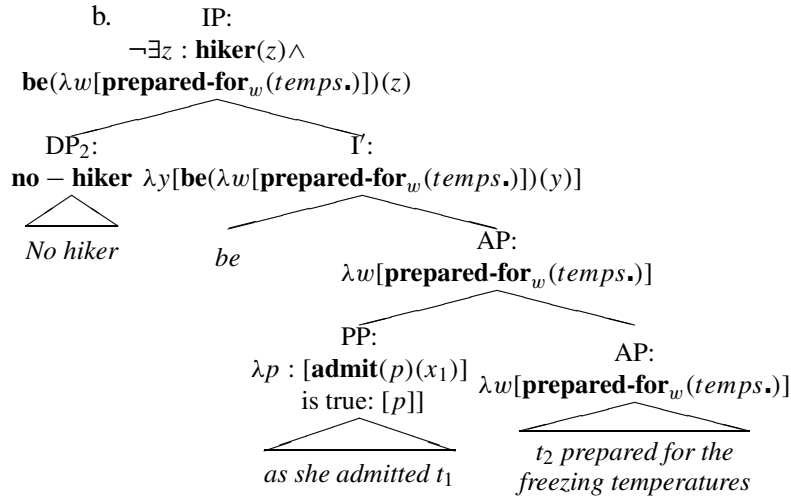 b. IP:
¬∃z : hiker(z)∧
be(λw[prepared-for_w(temps.)])(z)
DP₂: I′:
no − hiker λy[be(λw[prepared-for_w(temps.)])(y)]
No hiker be
AP:
λw[prepared-for_w(temps.)]
PP:
λp : [admit(p)(x₁)]
is true: [p]]
as she admitted t₁
AP:
λw[prepared-for_w(temps.)]
t₂ prepared for the
freezing temperatures